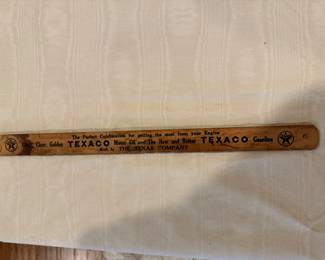 The Perfect Combination for getting the most from your Engine
Clean, Clear, Golden TEXACO Motor Oil and The New and Better TEXACO Gasoline
Made by THE TEXAS COMPANY